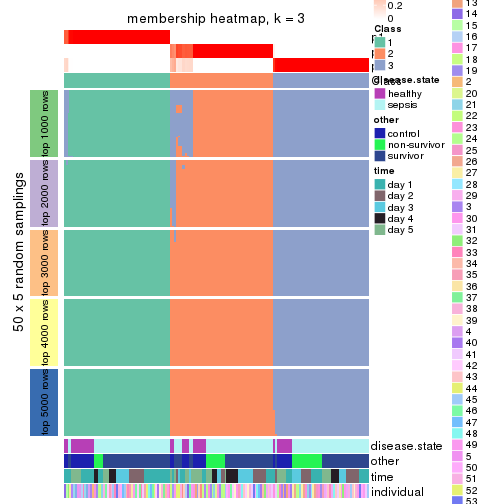 membership heatmap, k = 3
0.2
0
Class
1
2
3
disease.state
healthy
sepsis
other
control
non-survivor
survivor
time
day 1
day 2
day 3
day 4
day 5
50 x 5 random samplings
top 1000 rows
top 2000 rows
top 3000 rows
top 4000 rows
top 5000 rows
disease.state
other
time
individual
13
14
15
16
17
18
19
2
20
21
22
23
24
25
26
27
28
29
3
30
31
32
33
34
35
36
37
38
39
4
40
41
42
43
44
45
46
47
48
49
5
50
51
52
53